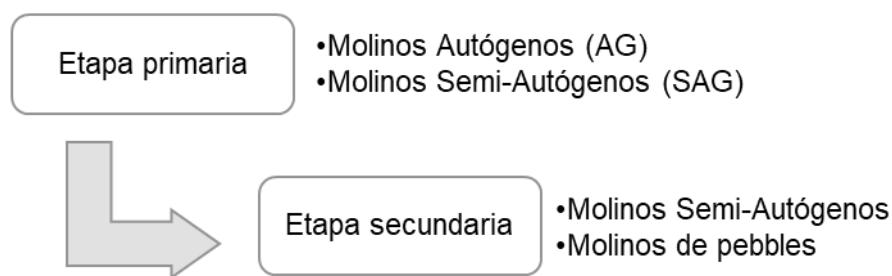 Etapa primaria
•Molinos Autógenos (AG)
•Molinos Semi-Autógenos (SAG)
Etapa secundaria
•Molinos Semi-Autógenos
•Molinos de pebbles